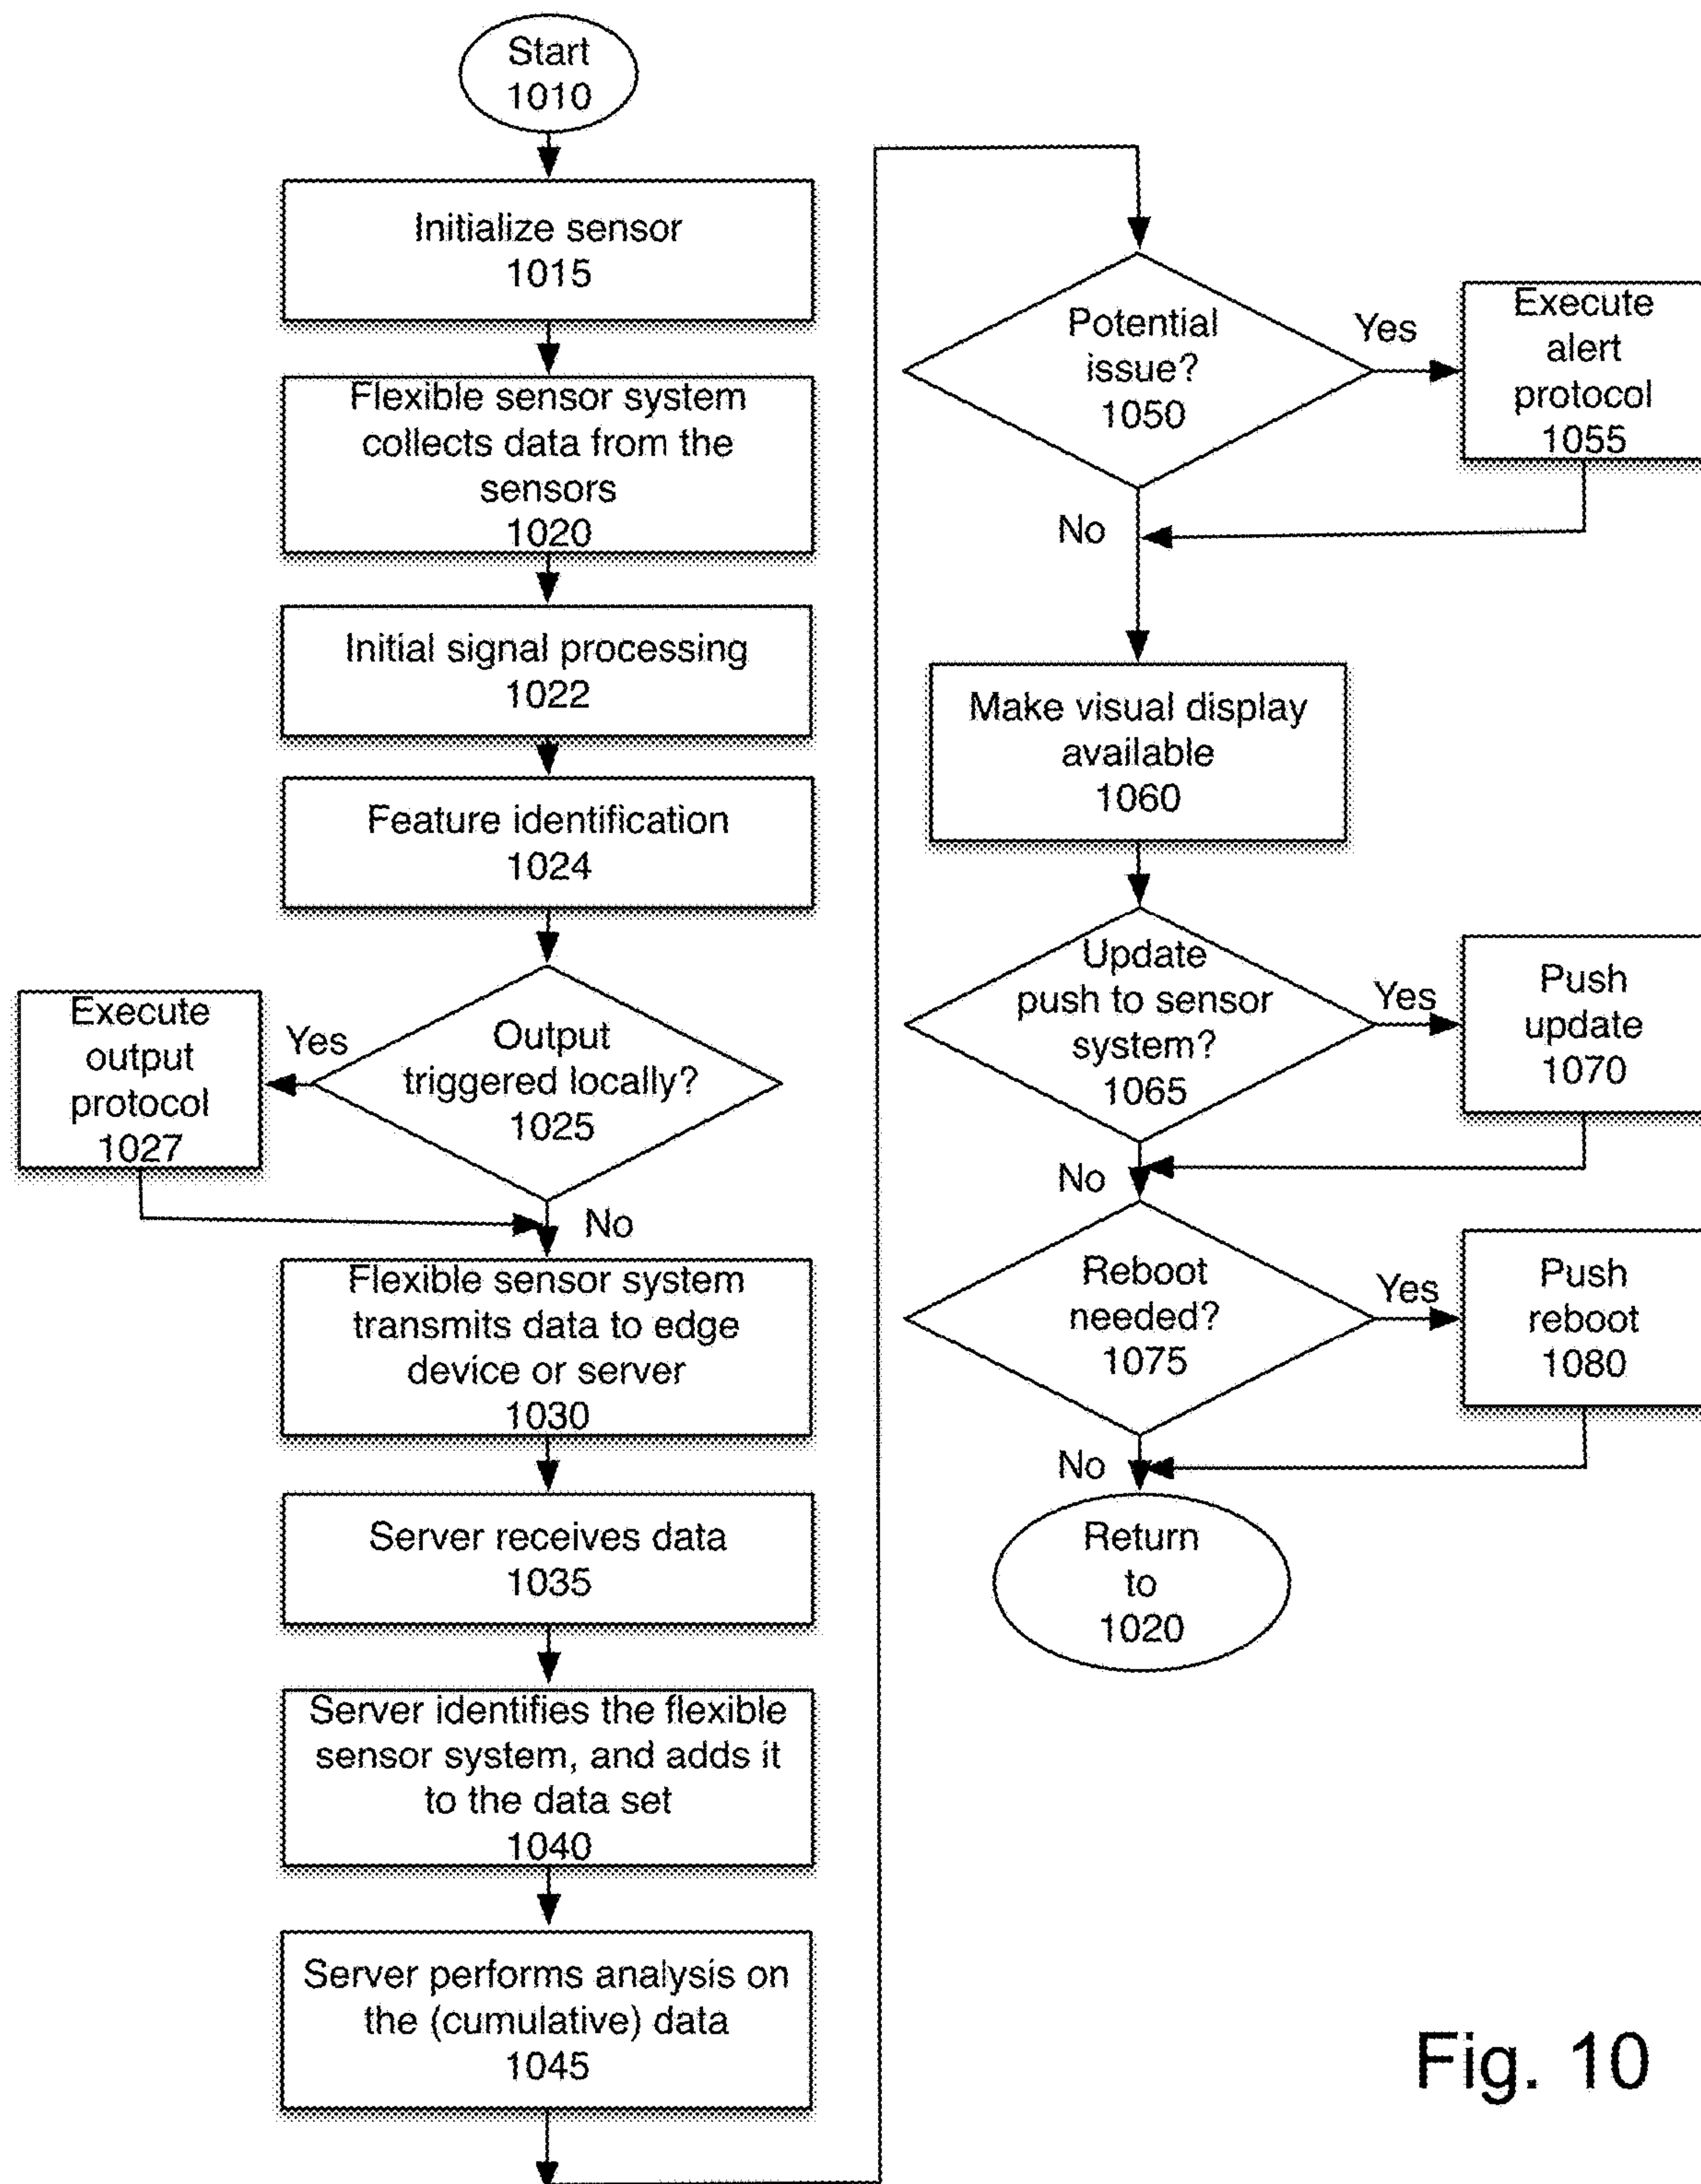 Start
1010
Initialize sensor
1015
Flexible sensor system
collects data from the
sensors
1020
Initial signal processing
1022
Feature identification
1024
Output
triggered locally?
1025
Yes
Execute
output
protocol
1027
No
Flexible sensor system
transmits data to edge
device or server
1030
Server receives data
1035
Server identifies the flexible
sensor system, and adds it
to the data set
1040
Server performs analysis on
the (cumulative) data
1045
Potential
issue?
1050
Yes
Execute
alert
protocol
1055
No
Make visual display
available
1060
Update
push to sensor
system?
1065
Yes
Push
update
1070
No
Reboot
needed?
1075
Yes
Push
reboot
1080
No
Return
to
1020
Fig. 10